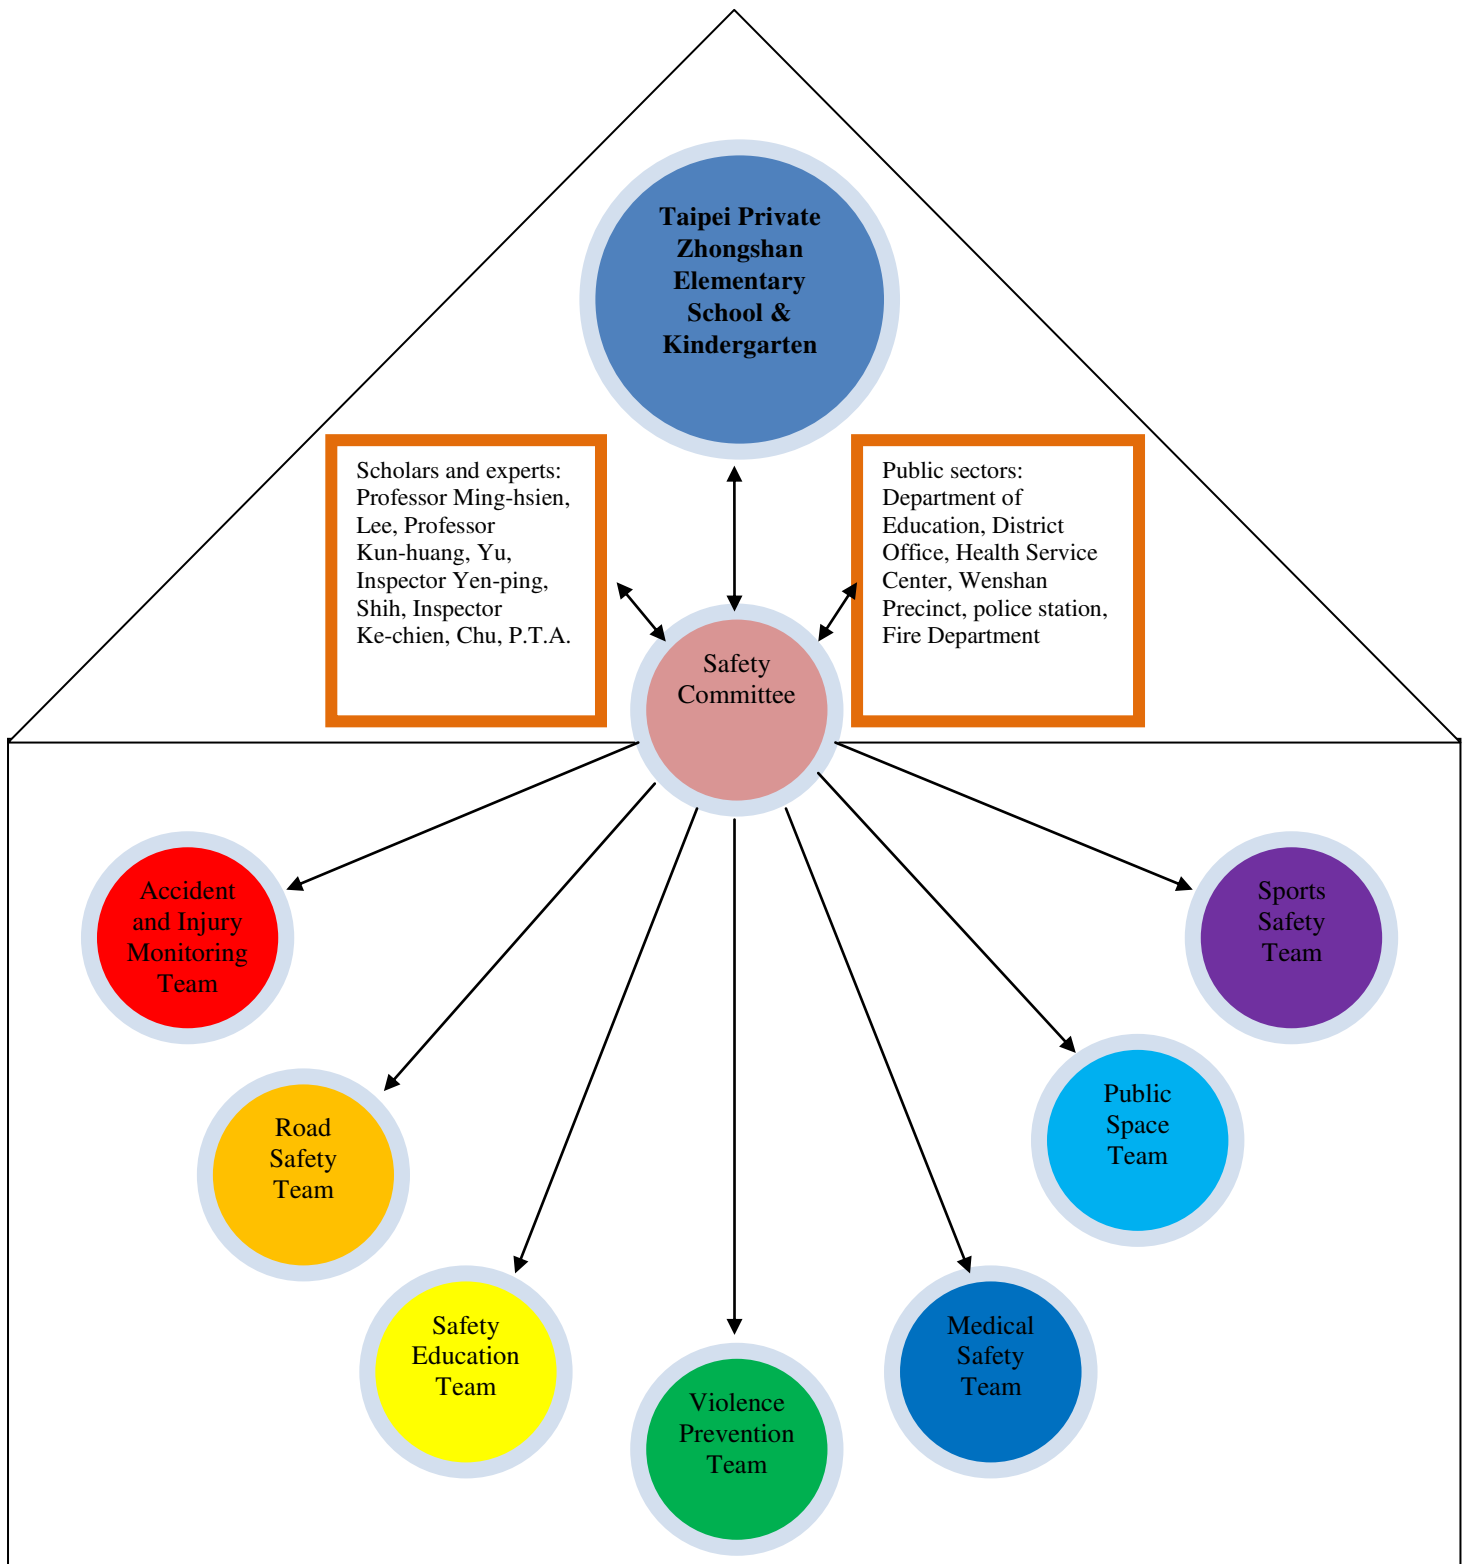 Taipei Private
Zhongshan
Elementary
School &
Kindergarten
Scholars and experts:
Professor Ming-hsien,
Lee, Professor
Kun-huang, Yu,
Inspector Yen-ping,
Shih, Inspector
Ke-chien, Chu, P.T.A.
Public sectors:
Department of
Education, District
Office, Health Service
Center, Wenshan
Precinct, police station,
Fire Department
Safety
Committee
Accident
and Injury
Monitoring
Team
Sports
Safety
Team
Road
Safety
Team
Public
Space
Team
Safety
Education
Team
Medical
Safety
Team
Violence
Prevention
Team